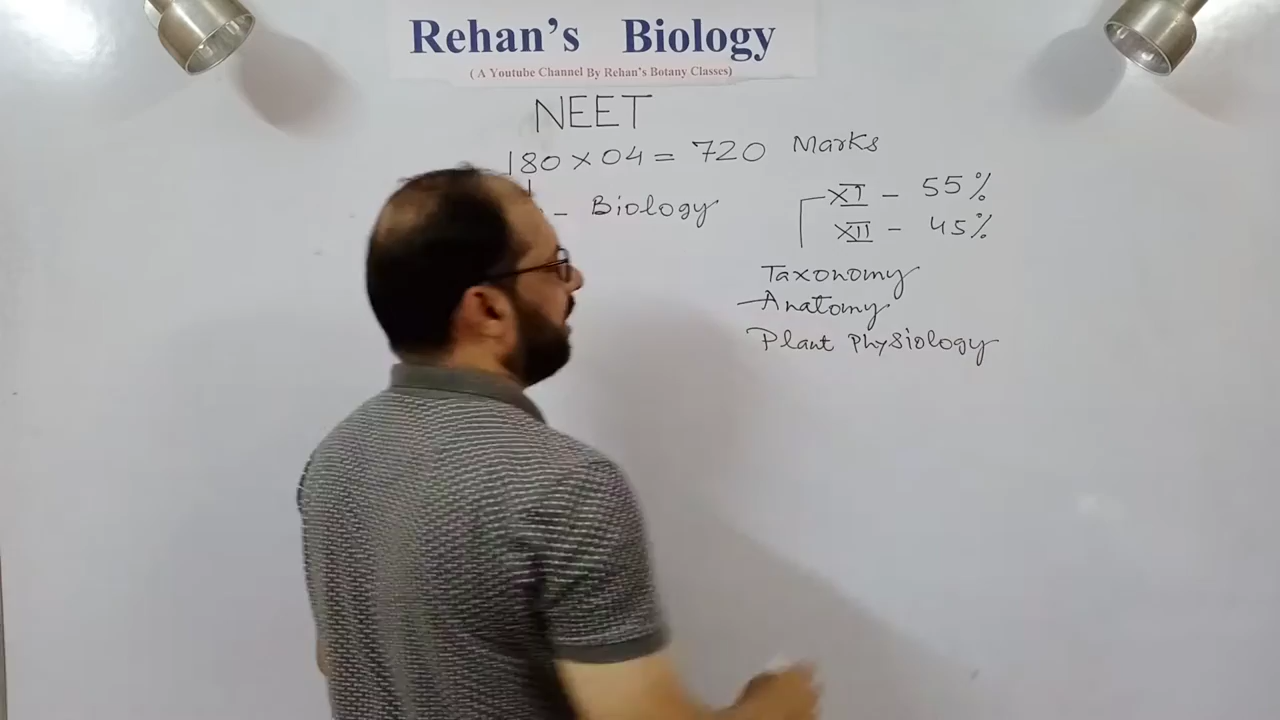 Rehan's Biology
( A Youtube Channel By Rehan's Botany Classes)
NEET
180 × 04 = 720 Marks
- Biology
XI - 55%
XII - 45%
Taxonomy
Anatomy
Plant Physiology